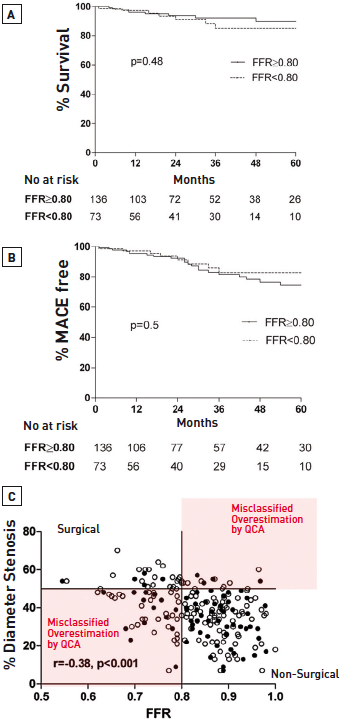 A
% Survival
100
80
60
40
20
0
p=0.48
FFR≥0.80
FFR<0.80
0 12 24 36 48 60
No at risk Months
FFR≥0.80 136 103 72 52 38 26
FFR<0.80 73 56 41 30 14 10
B
% MACE free
100
80
60
40
20
0
p=0.5
FFR≥0.80
FFR<0.80
0 12 24 36 48 60
No at risk Months
FFR≥0.80 136 106 77 57 42 30
FFR<0.80 73 56 40 29 15 10
C
Misclassified
Overestimation
by QCA
Surgical
% Diameter Stenosis
80
60
40
20
0
Misclassified
Overestimation
by QCA
r=-0.38, p<0.001
Non-Surgical
0.5 0.6 0.7 0.8 0.9 1.0
FFR